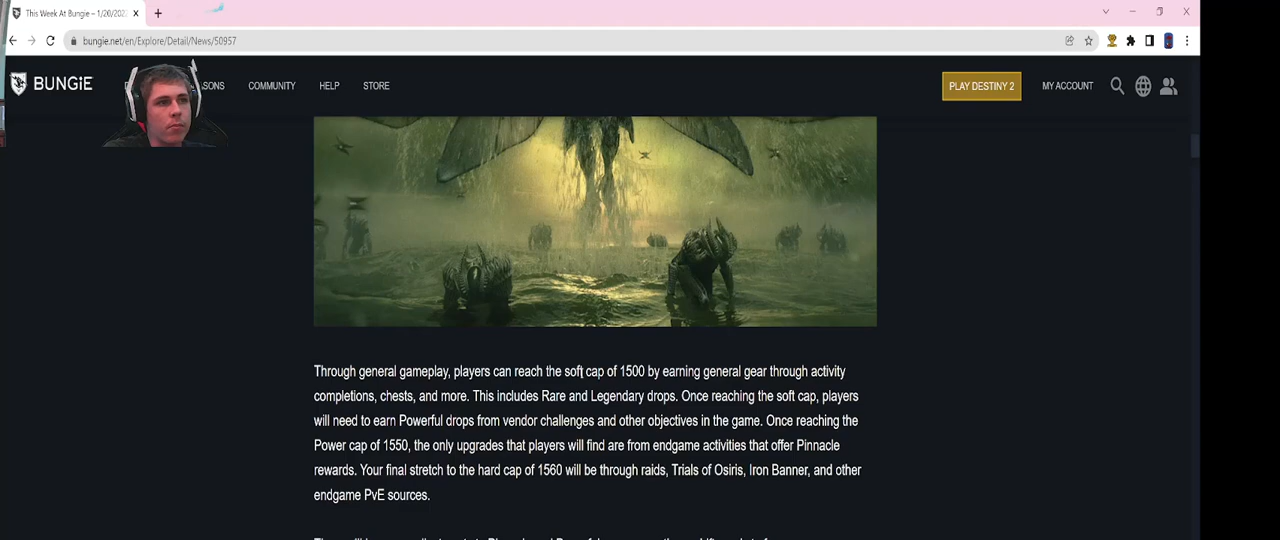 This Week At Bungie – 1/20/202
bungie.net/en/Explore/Detail/News/50957
BUNGiE
SONS
COMMUNITY
HELP
STORE
PLAY DESTINY 2
MY ACCOUNT
Through general gameplay, players can reach the soft cap of 1500 by earning general gear through activity
completions, chests, and more. This includes Rare and Legendary drops. Once reaching the soft cap, players
will need to earn Powerful drops from vendor challenges and other objectives in the game. Once reaching the
Power cap of 1550, the only upgrades that players will find are from endgame activities that offer Pinnacle
rewards. Your final stretch to the hard cap of 1560 will be through raids, Trials of Osiris, Iron Banner, and other
endgame PvE sources.